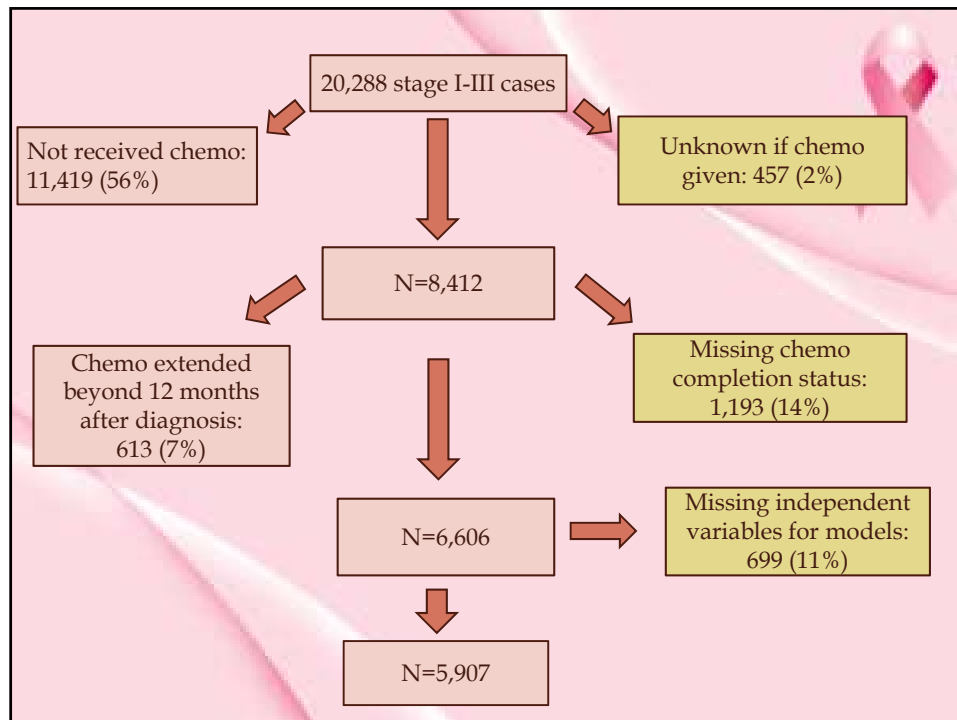 20,288 stage I-III cases
Not received chemo:
11,419 (56%)
Unknown if chemo
given: 457 (2%)
N=8,412
Chemo extended
beyond 12 months
after diagnosis:
613 (7%)
Missing chemo
completion status:
1,193 (14%)
N=6,606
Missing independent
variables for models:
699 (11%)
N=5,907